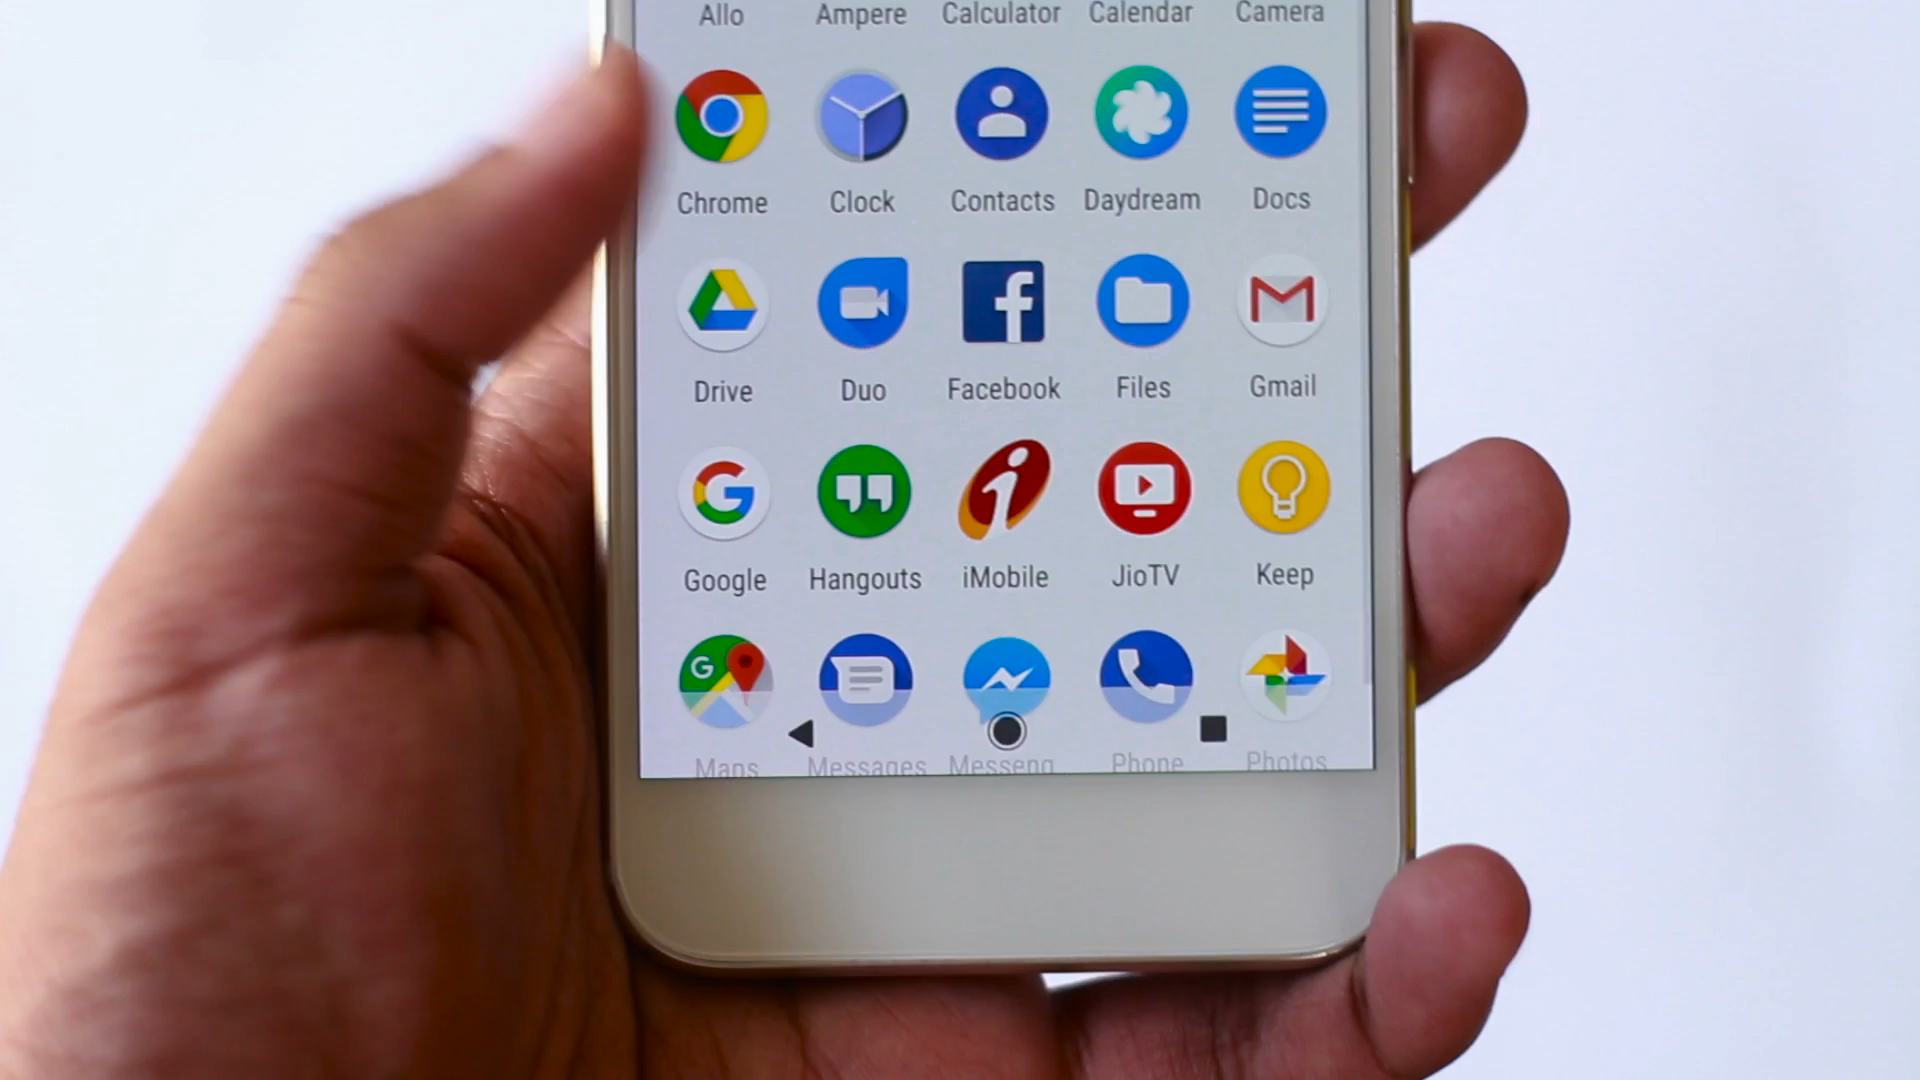 Allo Ampere Calculator Calendar Camera
Chrome Clock Contacts Daydream Docs
Drive Duo Facebook Files Gmail
Google Hangouts iMobile JioTV Keep
Maps Messages Messeng Phone Photos